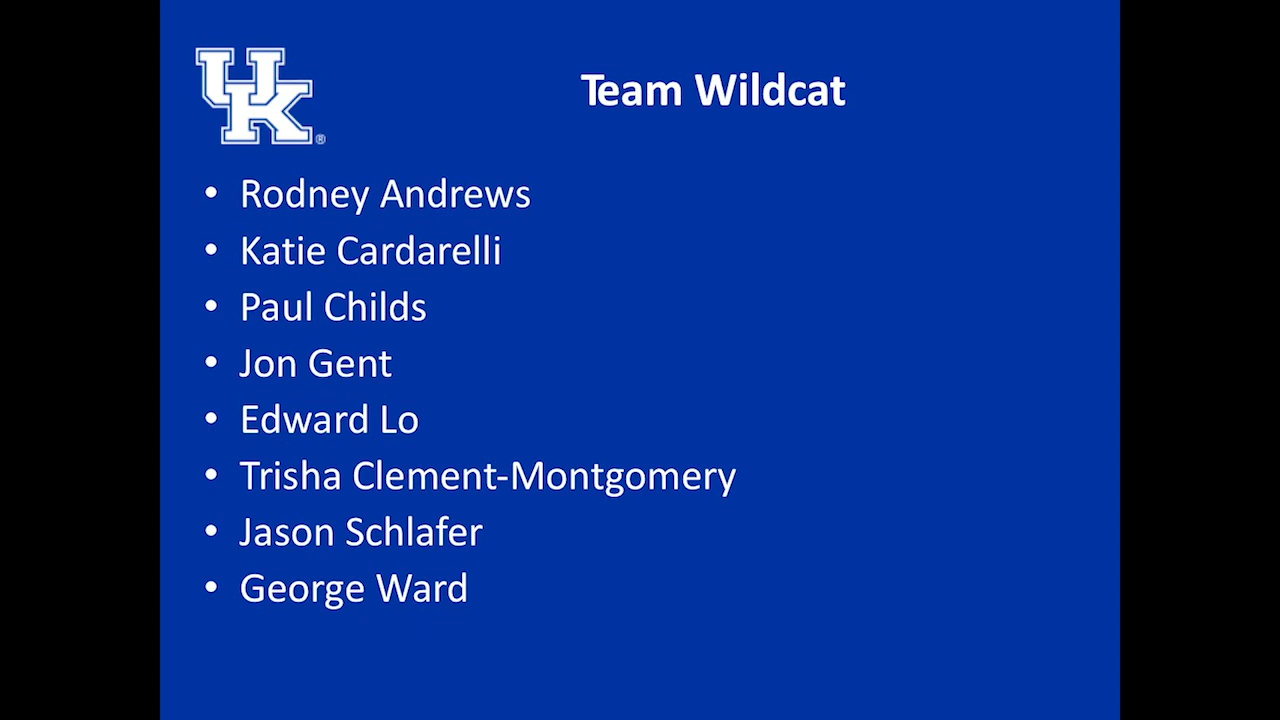 UK®
Team Wildcat
• Rodney Andrews
• Katie Cardarelli
• Paul Childs
• Jon Gent
• Edward Lo
• Trisha Clement-Montgomery
• Jason Schlafer
• George Ward